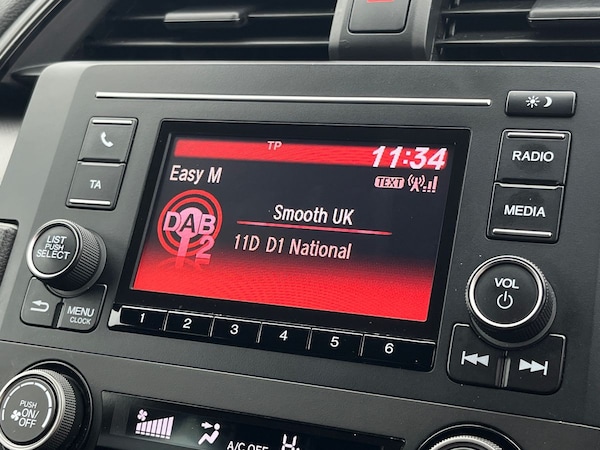 TP
11:34
Easy M
TEXT
Smooth UK
DAB
2
11D D1 National
RADIO
MEDIA
TA
LIST
PUSH
SELECT
MENU
CLOCK
VOL
1 2 3 4 5 6
PUSH
ON/
OFF
A/C OFF